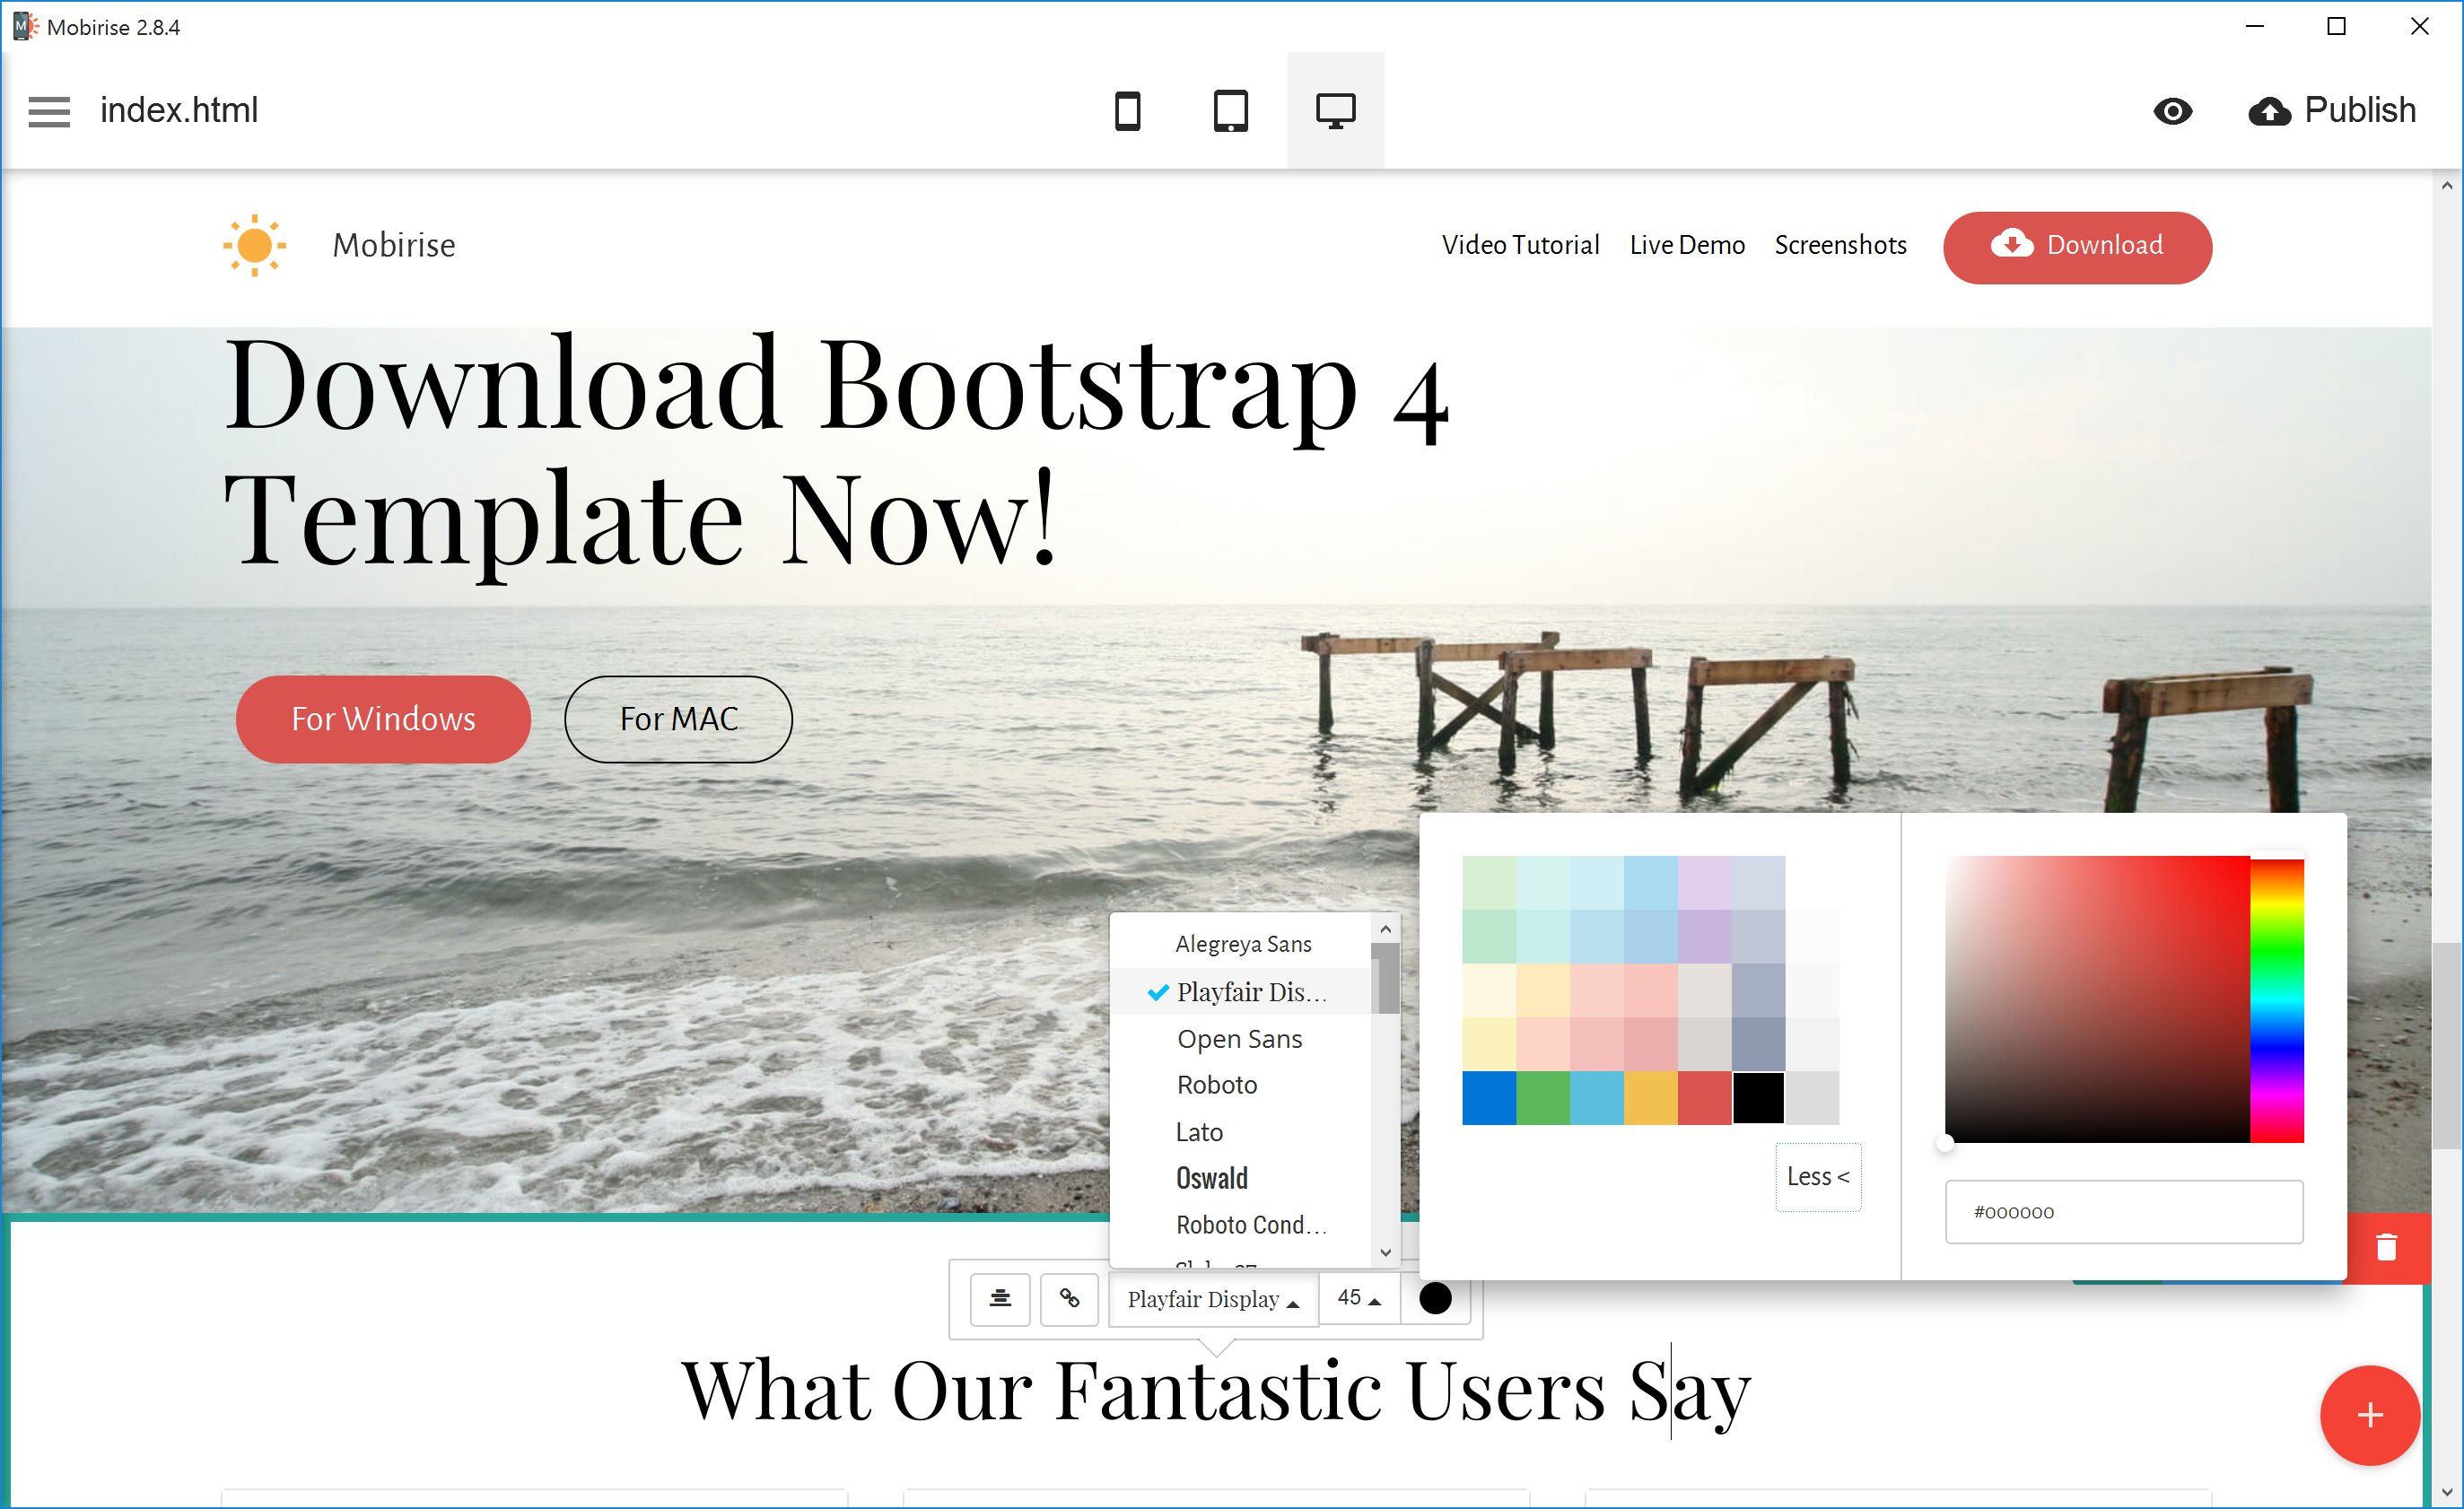 Mobirise 2.8.4
index.html
Publish
Mobirise
Video Tutorial Live Demo Screenshots Download
Download Bootstrap 4
Template Now!
For Windows For MAC
Alegreya Sans
Playfair Dis...
Open Sans
Roboto
Lato
Oswald
Roboto Cond...
Less <
#000000
Playfair Display 45
What Our Fantastic Users Say